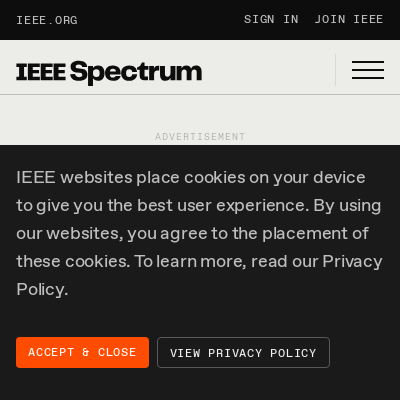 IEEE.ORG SIGN IN JOIN IEEE
IEEE Spectrum
ADVERTISEMENT
IEEE websites place cookies on your device
to give you the best user experience. By using
our websites, you agree to the placement of
these cookies. To learn more, read our Privacy
Policy.
ACCEPT & CLOSE VIEW PRIVACY POLICY